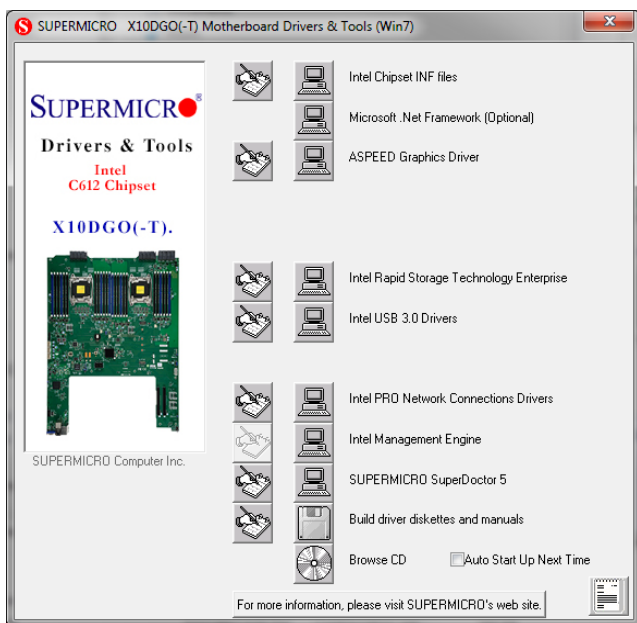 SUPERMICRO X10DGO(-T) Motherboard Drivers & Tools (Win7)
SUPERMICRO®
Drivers & Tools
Intel
C612 Chipset
X10DGO(-T).
SUPERMICRO Computer Inc.
Intel Chipset INF files
Microsoft .Net Framework (Optional)
ASPEED Graphics Driver
Intel Rapid Storage Technology Enterprise
Intel USB 3.0 Drivers
Intel PRO Network Connections Drivers
Intel Management Engine
SUPERMICRO SuperDoctor 5
Build driver diskettes and manuals
Browse CD Auto Start Up Next Time
For more information, please visit SUPERMICRO's web site.